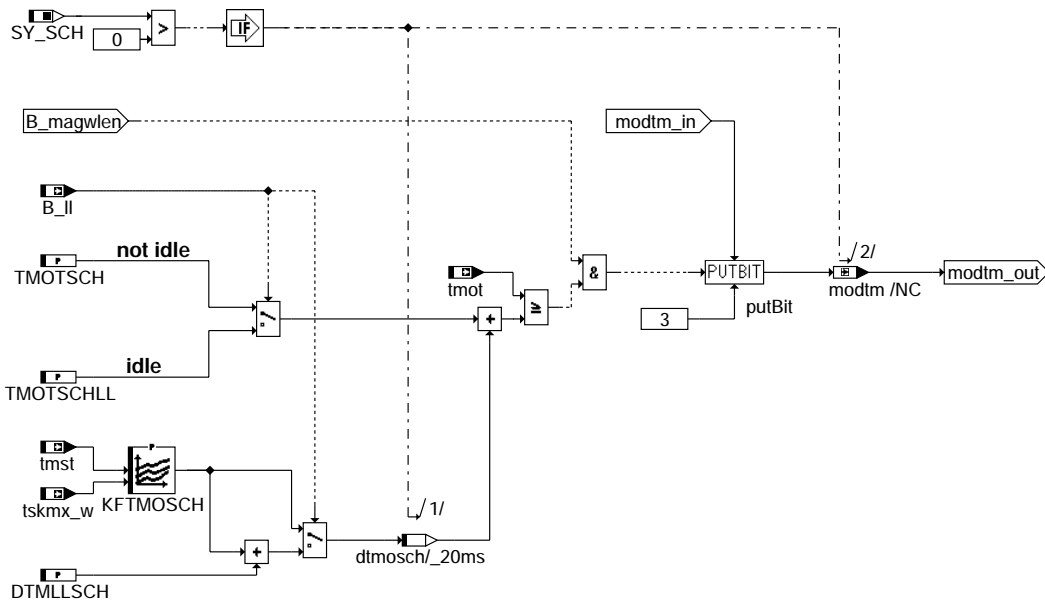 SY_SCH
0
>
IF
B_magwlen
modtm_in
B_ll
not idle
P
TMOTSCH
tmot
≥
&
PUTBIT
/2/
modtm /NC
modtm_out
putBit
3
+
idle
P
TMOTSCHLL
tmst
P
tskmx_w
KFTMOSCH
/1/
+
dtmosch/_20ms
P
DTMLLSCH